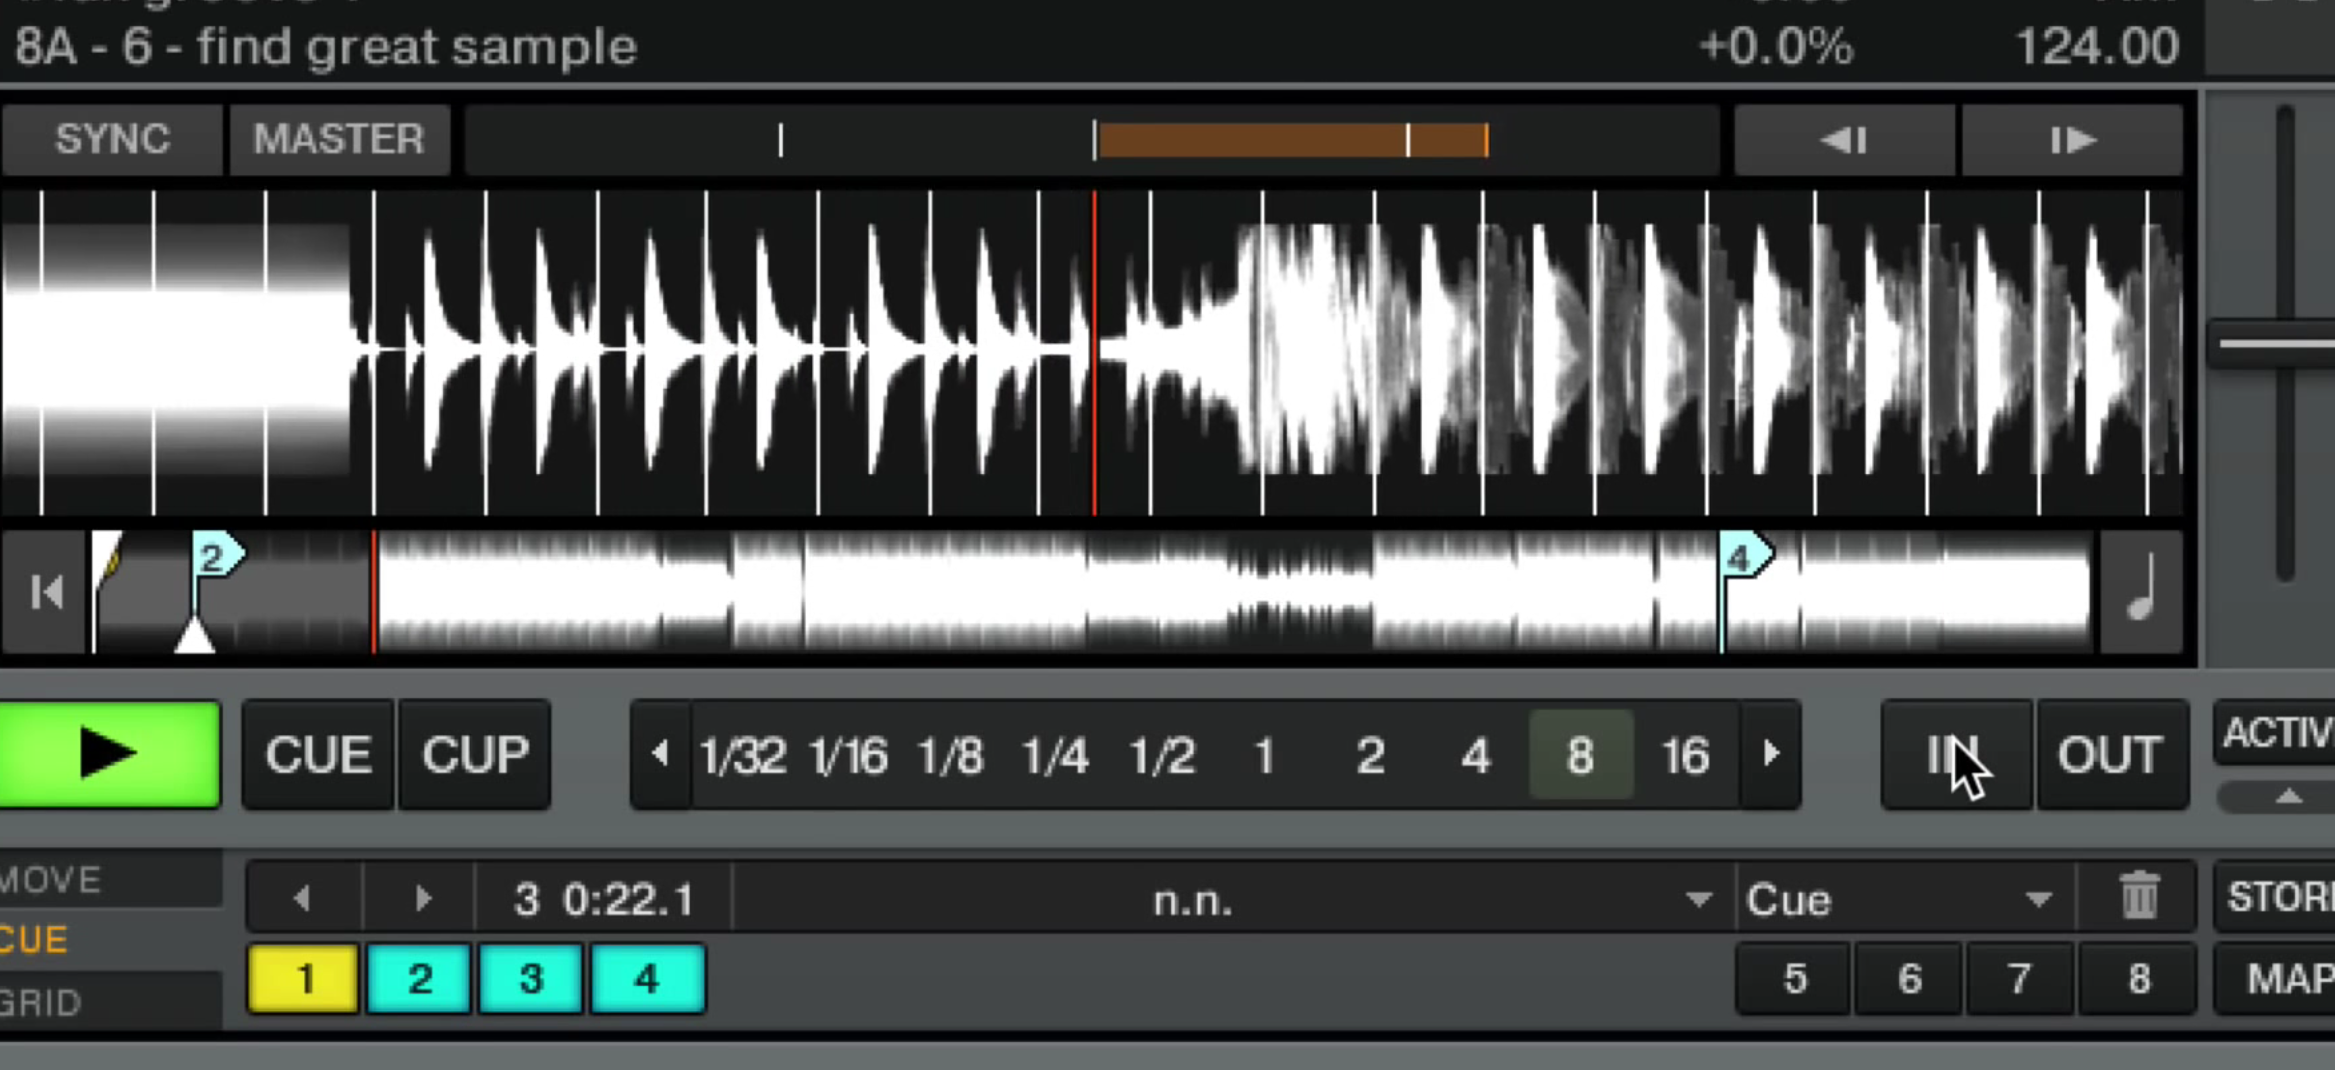 8A - 6 - find great sample +0.0% 124.00
SYNC MASTER
2 4
CUE CUP 1/32 1/16 1/8 1/4 1/2 1 2 4 8 16 IN OUT ACTIV
MOVE 3 0:22.1 n.n. Cue STOR
CUE
1 2 3 4 5 6 7 8 MAP
GRID